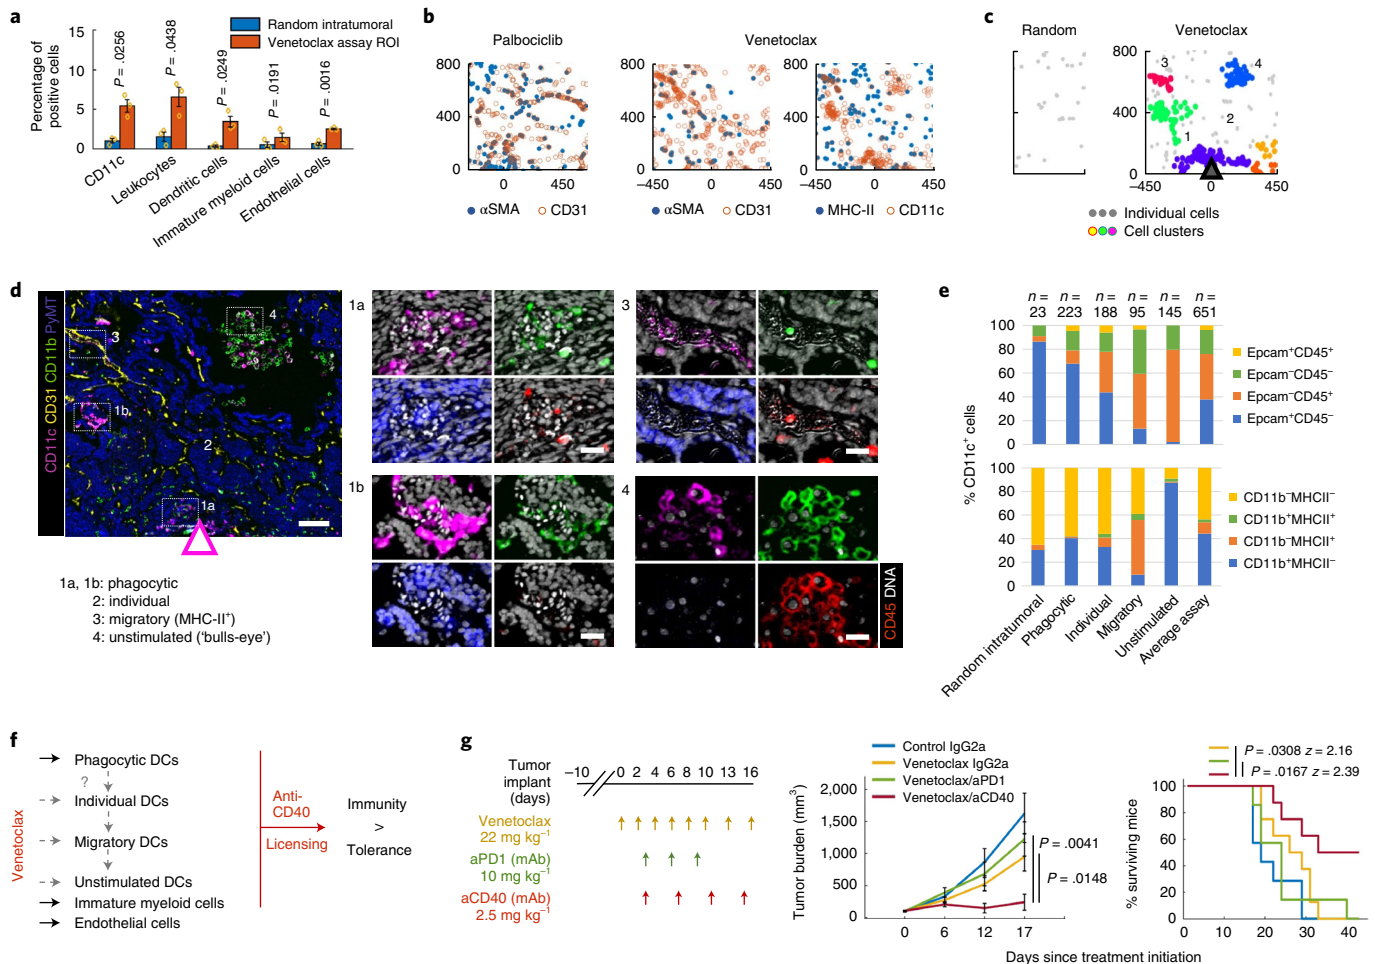 a
Percentage of
positive cells
15
10
5
0
Random intratumoral
Venetoclax assay ROI
P = .0256
P = .0438
P = .0249
P = .0191
P = .0016
CD11c
Leukocytes
Dendritic cells
Immature myeloid cells
Endothelial cells
b
Palbociclib
Venetoclax
800
400
0
0
450
800
400
0
−450
0
450
800
400
0
−450
0
450
αSMA
CD31
αSMA
CD31
MHC-II
CD11c
c
Random
Venetoclax
800
400
0
−450
0
450
3
4
1
2
Individual cells
Cell clusters
d
CD11c CD31 CD11b PyMT
3
4
1b
2
1a
1a
3
1b
4
CD45 DNA
1a, 1b: phagocytic
2: individual
3: migratory (MHC-II⁺)
4: unstimulated (‘bulls-eye’)
e
n = 23
n = 223
n = 188
n = 95
n = 145
n = 651
% CD11c⁺ cells
100
80
60
40
20
0
Epcam⁺CD45⁺
Epcam⁻CD45⁻
Epcam⁻CD45⁺
Epcam⁺CD45⁻
100
80
60
40
20
0
CD11b⁻MHCII⁻
CD11b⁺MHCII⁺
CD11b⁻MHCII⁺
CD11b⁺MHCII⁻
Random intratumoral
Phagocytic
Individual
Migratory
Unstimulated
Average assay
f
Venetoclax
Phagocytic DCs
?
Individual DCs
Migratory DCs
Unstimulated DCs
Immature myeloid cells
Endothelial cells
Anti-
CD40
Licensing
Immunity
>
Tolerance
g
Tumor
implant
(days)
−10
0 2 4 6 8 10 13 16
Venetoclax
22 mg kg⁻¹
aPD1 (mAb)
10 mg kg⁻¹
aCD40 (mAb)
2.5 mg kg⁻¹
Control IgG2a
Venetoclax IgG2a
Venetoclax/aPD1
Venetoclax/aCD40
Tumor burden (mm³)
2,000
1,500
1,000
500
0
P = .0041
P = .0148
0 6 12 17
P = .0308 z = 2.16
P = .0167 z = 2.39
% surviving mice
100
80
60
40
20
0
0 10 20 30 40
Days since treatment initiation